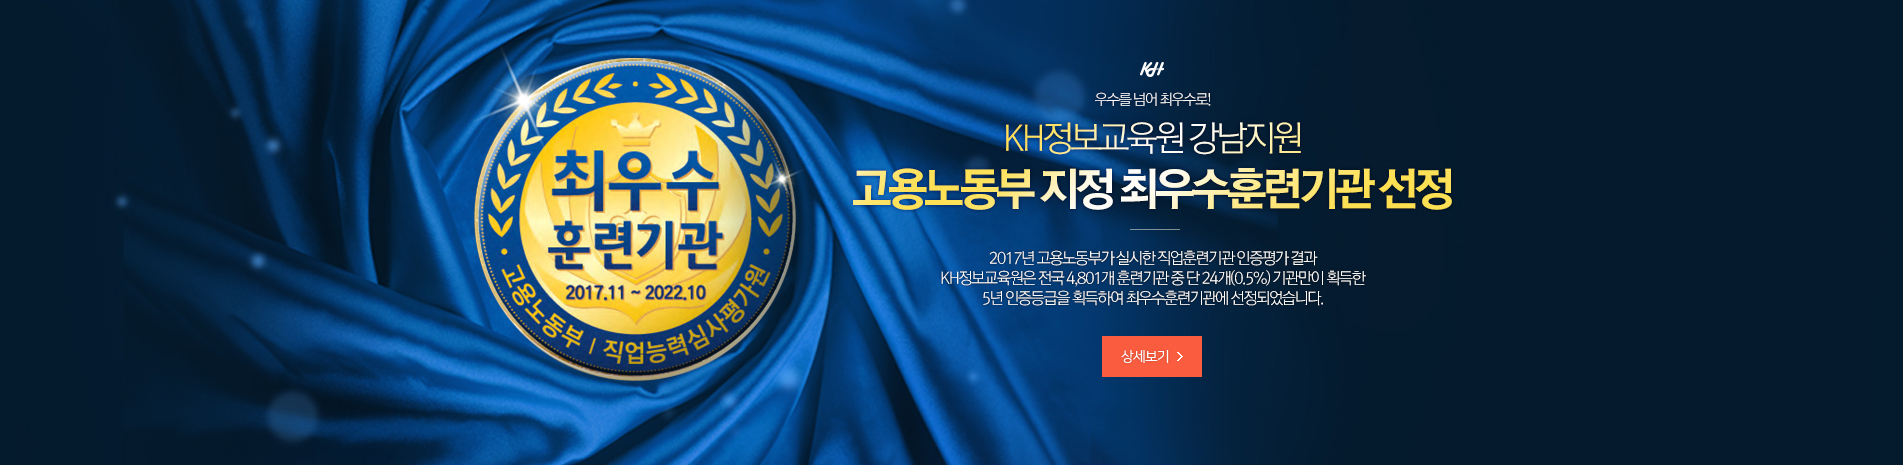 최우수
훈련기관
2017.11 ~ 2022.10
고용노동부 | 직업능력심사평가원
KH
우수를 넘어 최우수로!
KH정보교육원 강남지원
고용노동부 지정 최우수훈련기관 선정
2017년 고용노동부가 실시한 직업훈련기관 인증평가 결과
KH정보교육원은 전국 4,801개 훈련기관 중 단 24개(0.5%) 기관만이 획득한
5년 인증등급을 획득하여 최우수훈련기관에 선정되었습니다.
상세보기 >